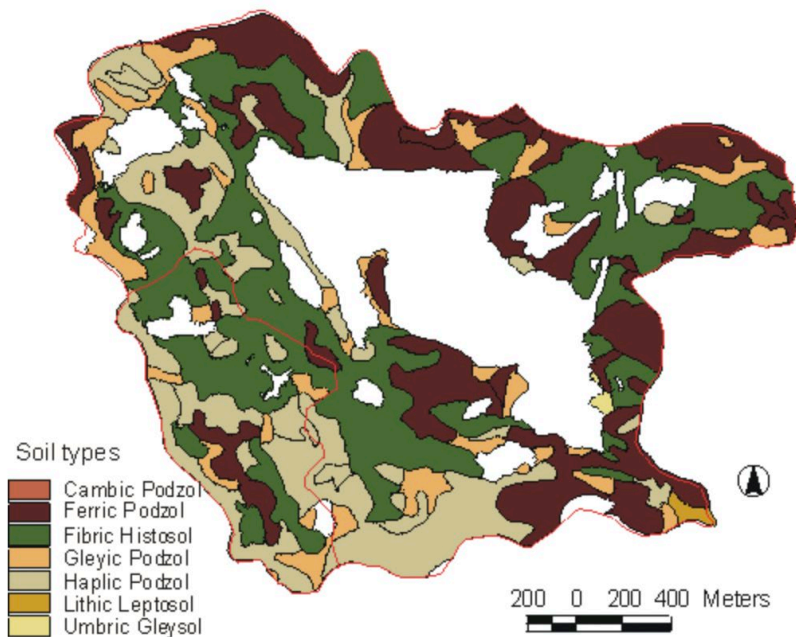 Soil types
Cambic Podzol
Ferric Podzol
Fibric Histosol
Gleyic Podzol
Haplic Podzol
Lithic Leptosol
Umbric Gleysol
200 0 200 400 Meters